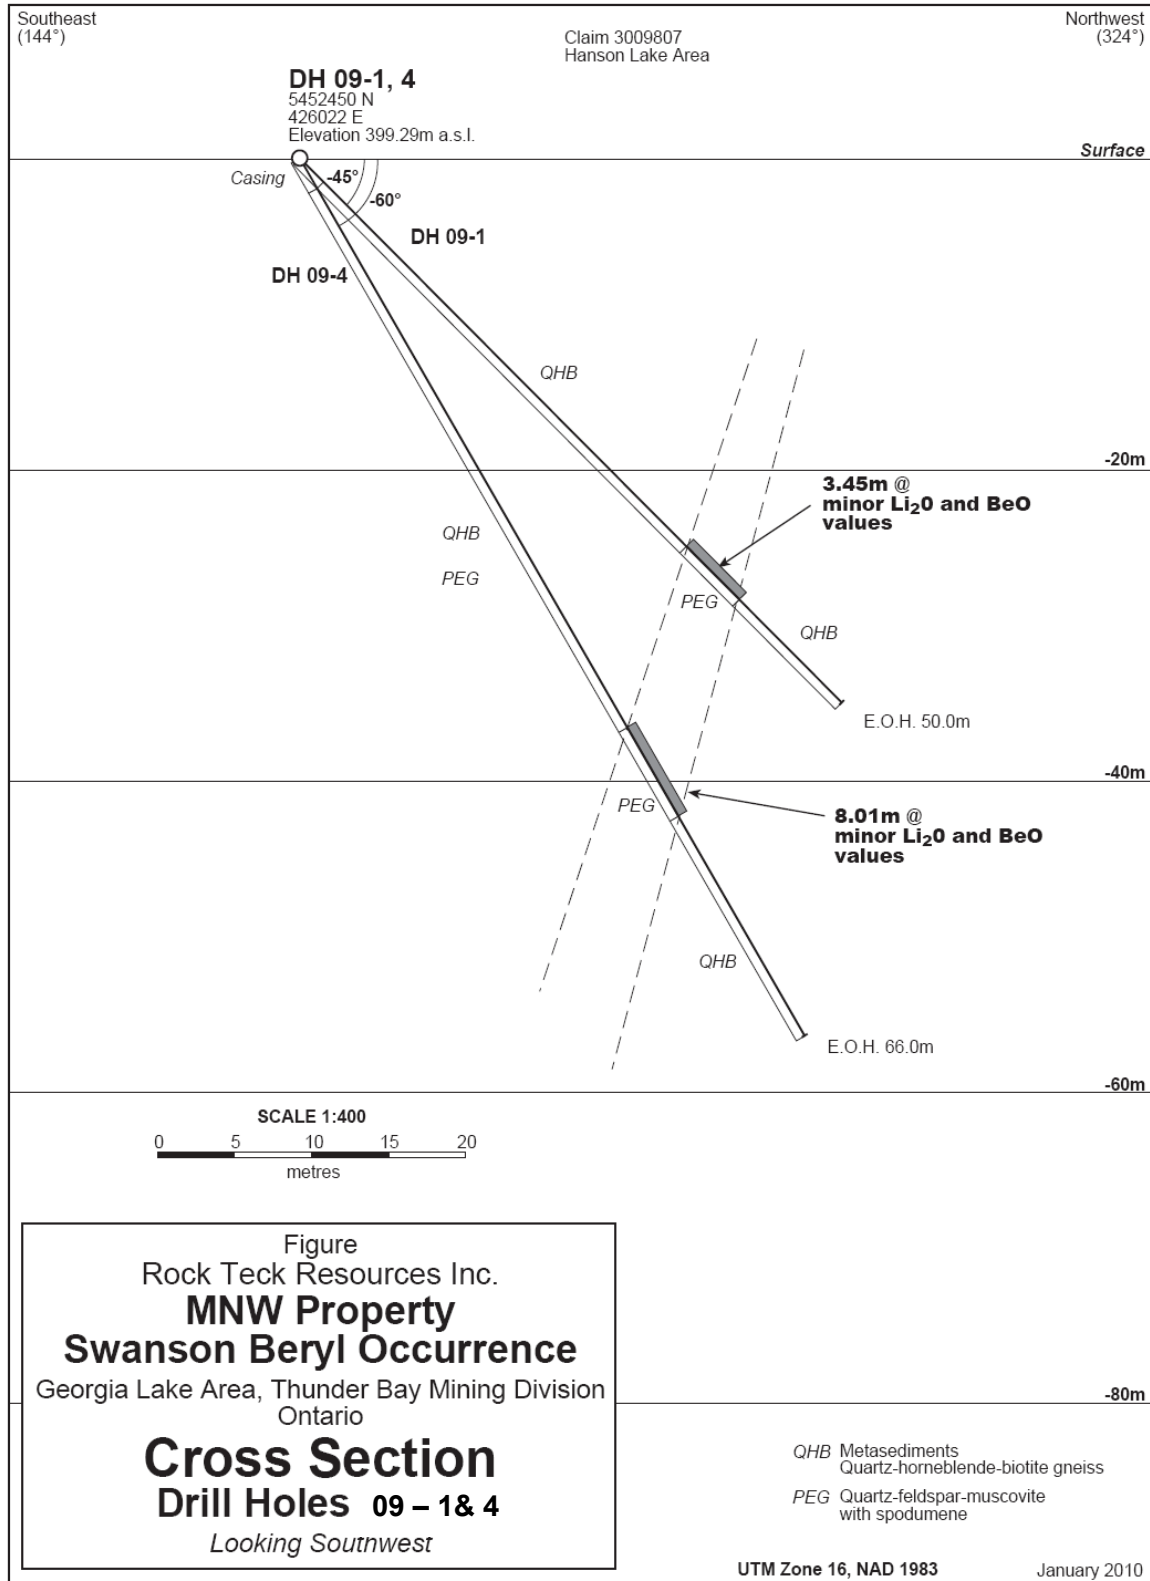 Southeast
(144°)
Claim 3009807
Hanson Lake Area
Northwest
(324°)
DH 09-1, 4
5452450 N
426022 E
Elevation 399.29m a.s.l.
Surface
Casing
-45°
-60°
DH 09-1
DH 09-4
QHB
-20m
3.45m @
minor Li₂0 and BeO
values
QHB
PEG
PEG
QHB
E.O.H. 50.0m
-40m
PEG
8.01m @
minor Li₂0 and BeO
values
QHB
E.O.H. 66.0m
-60m
SCALE 1:400
0 5 10 15 20
metres
Figure
Rock Teck Resources Inc.
MNW Property
Swanson Beryl Occurrence
Georgia Lake Area, Thunder Bay Mining Division
Ontario
Cross Section
Drill Holes 09 – 1& 4
Looking Southwest
-80m
QHB Metasediments
Quartz-horneblende-biotite gneiss
PEG Quartz-feldspar-muscovite
with spodumene
UTM Zone 16, NAD 1983 January 2010